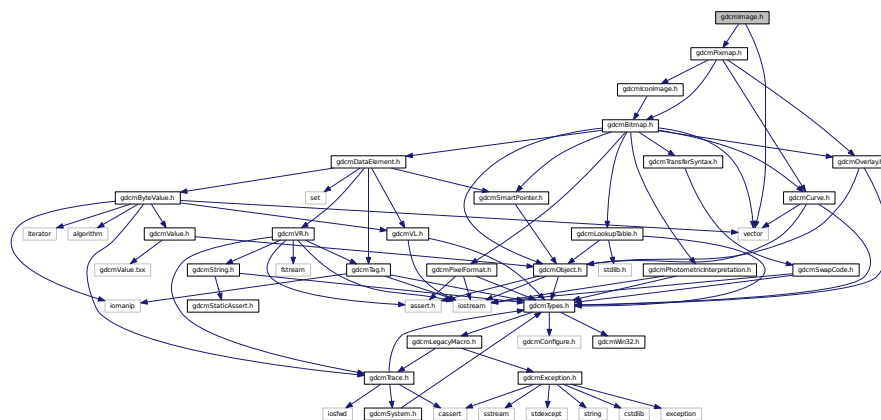 gdcmImage.h
gdcmPixmap.h
gdcmIconImage.h
gdcmBitmap.h
gdcmDataElement.h
gdcmTransferSyntax.h
gdcmOverlay.h
gdcmByteValue.h
set
gdcmSmartPointer.h
gdcmCurve.h
iterator
algorithm
gdcmValue.h
gdcmVR.h
gdcmVL.h
gdcmLookupTable.h
vector
gdcmValue.txx
gdcmString.h
fstream
gdcmTag.h
gdcmPixelFormat.h
gdcmObject.h
stdlib.h
gdcmPhotometricInterpretation.h
gdcmSwapCode.h
iomanip
gdcmStaticAssert.h
assert.h
iostream
gdcmTypes.h
gdcmLegacyMacro.h
gdcmConfigure.h
gdcmWin32.h
gdcmTrace.h
gdcmException.h
iosfwd
gdcmSystem.h
cassert
sstream
stdexcept
string
cstdlib
exception